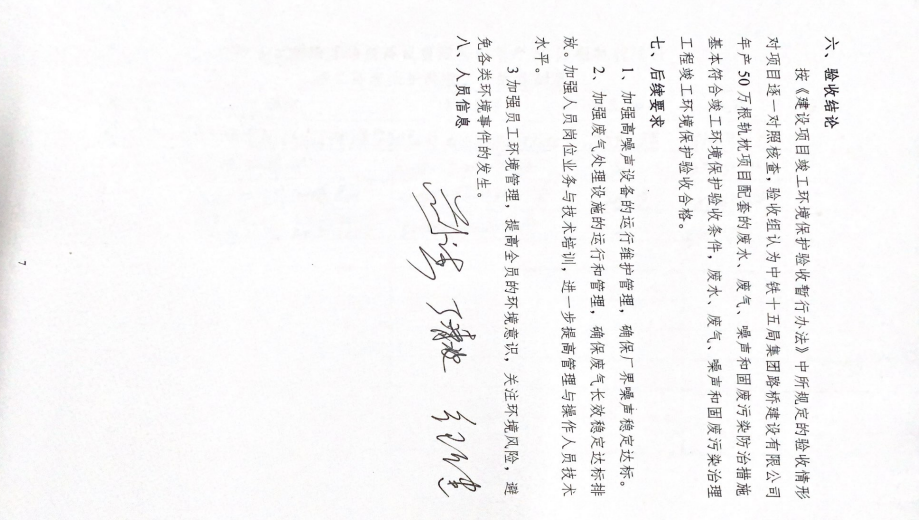 六、验收结论
按《建设项目竣工环境保护验收暂行办法》中所规定的验收情形
对项目逐一对照核查，验收组认为中铁十五局集团路桥建设有限公司
年产 50 万根轨枕项目配套的废水、废气、噪声和固废污染防治措施
基本符合竣工环境保护验收条件，废水、废气、噪声和固废污染治理
工程竣工环境保护验收合格。
七、后续要求
1、加强高噪声设备的运行维护管理，确保厂界噪声稳定达标。
2、加强废气处理设施的运行和管理，确保废气长效稳定达标排
放。加强人员岗位业务与技术培训，进一步提高管理与操作人员技术
水平。
3 加强员工环境管理，提高全员的环境意识，关注环境风险，避
免各类环境事件的发生。
八、人员信息
7